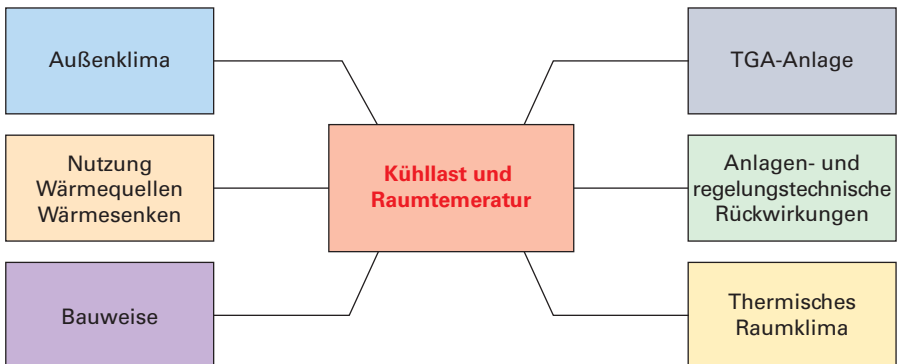 Außenklima
Nutzung
Wärmequellen
Wärmesenken
Bauweise
Kühllast und
Raumtemeratur
TGA-Anlage
Anlagen- und
regelungstechnische
Rückwirkungen
Thermisches
Raumklima